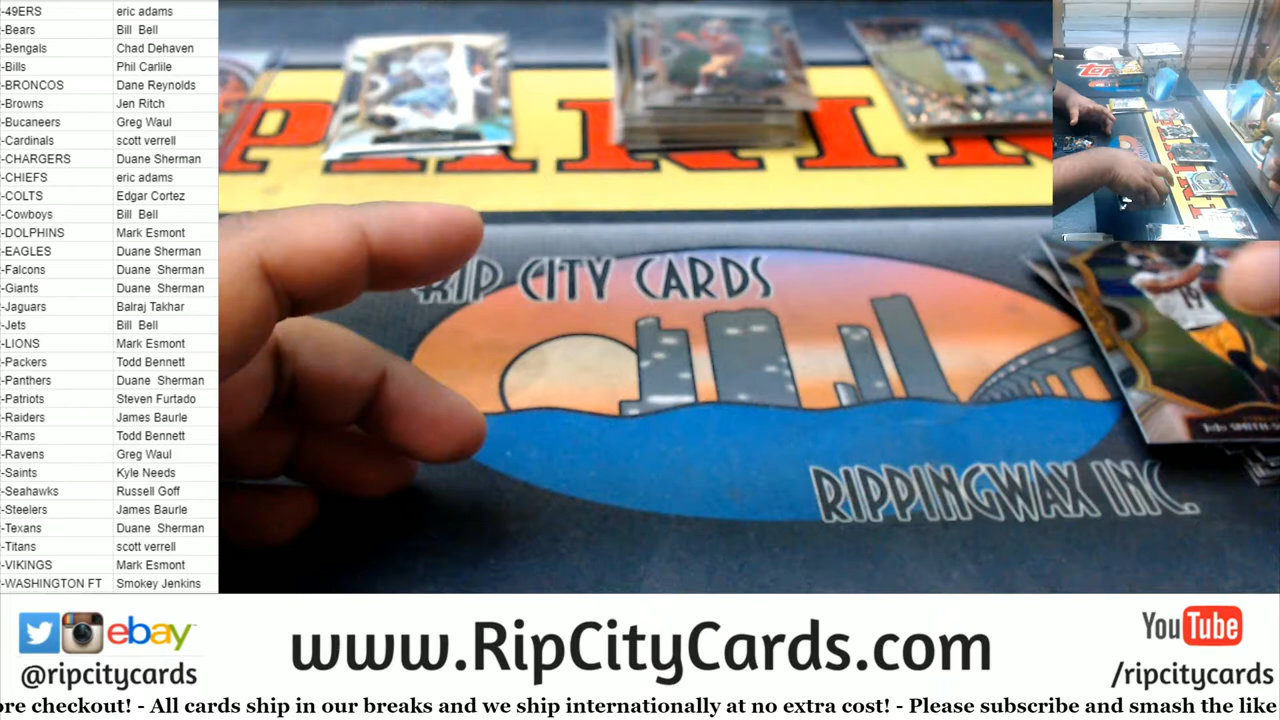 -49ERS eric adams
-Bears Bill Bell
-Bengals Chad Dehaven
-Bills Phil Carlile
-BRONCOS Dane Reynolds
-Browns Jen Ritch
-Bucaneers Greg Waul
-Cardinals scott verrell
-CHARGERS Duane Sherman
-CHIEFS eric adams
-COLTS Edgar Cortez
-Cowboys Bill Bell
-DOLPHINS Mark Esmont
-EAGLES Duane Sherman
-Falcons Duane Sherman
-Giants Duane Sherman
-Jaguars Balraj Takhar
-Jets Bill Bell
-LIONS Mark Esmont
-Packers Todd Bennett
-Panthers Duane Sherman
-Patriots Steven Furtado
-Raiders James Baurle
-Rams Todd Bennett
-Ravens Greg Waul
-Saints Kyle Needs
-Seahawks Russell Goff
-Steelers James Baurle
-Texans Duane Sherman
-Titans scott verrell
-VIKINGS Mark Esmont
-WASHINGTON FT Smokey Jenkins
RIP CITY CARDS
19
RIPPINGWAX INC.
ebay
@ripcitycards
www.RipCityCards.com
YouTube
/ripcitycards
ore checkout! - All cards ship in our breaks and we ship internationally at no extra cost! - Please subscribe and smash the like